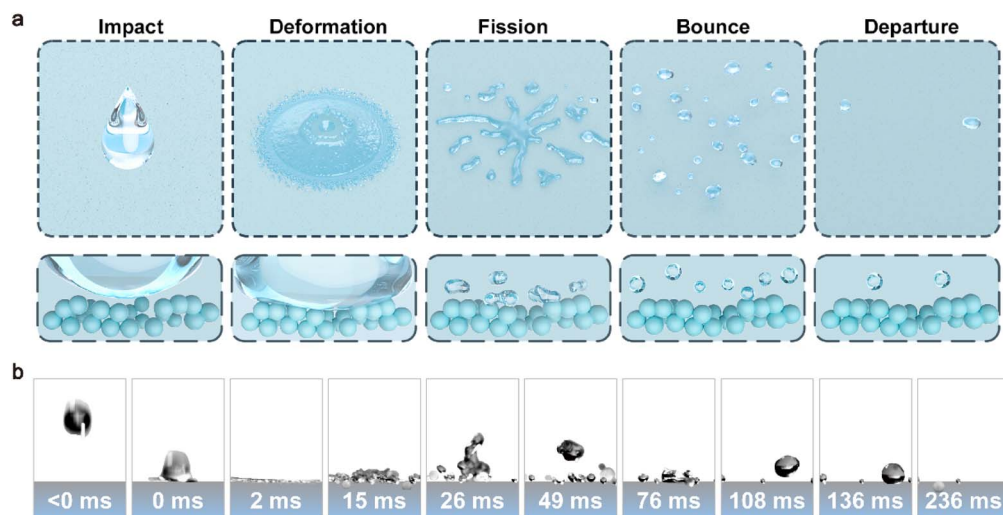 a
Impact Deformation Fission Bounce Departure
b
<0 ms 0 ms 2 ms 15 ms 26 ms 49 ms 76 ms 108 ms 136 ms 236 ms